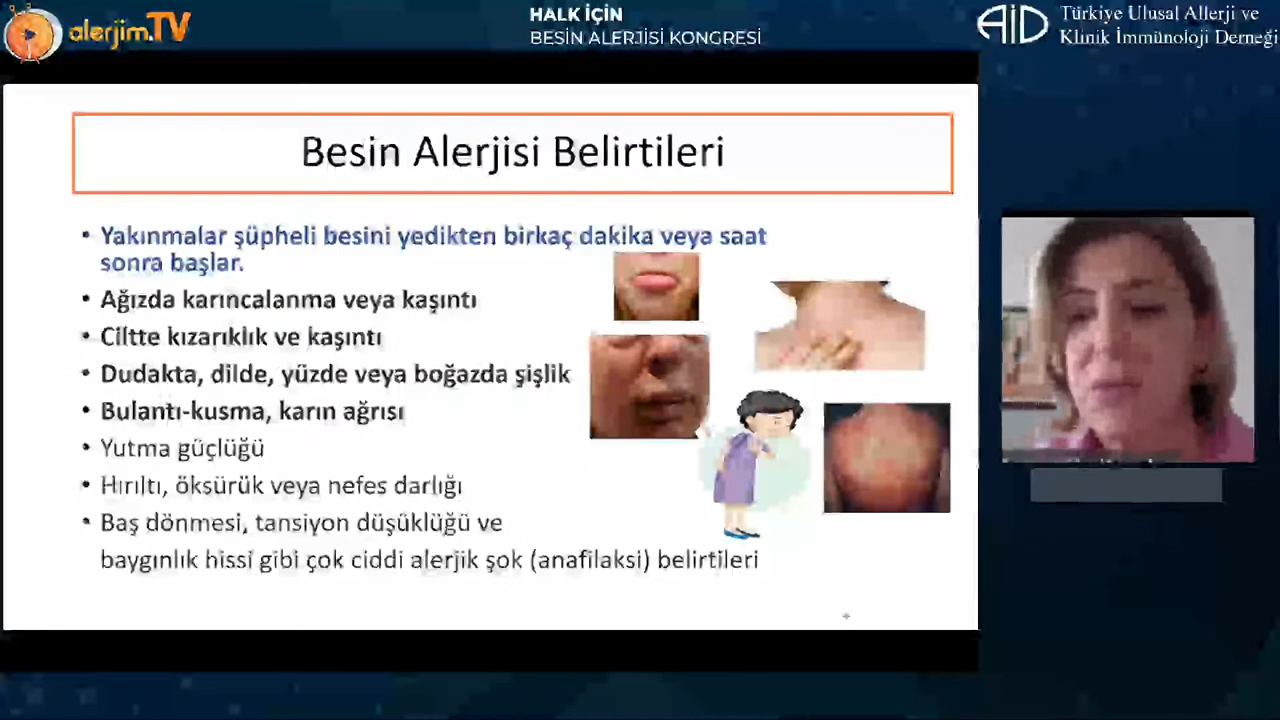 alerjim.TV
HALK İÇİN
BESİN ALERJİSİ KONGRESİ
AİD
Türkiye Ulusal Allerji ve
Klinik İmmünoloji Derneği
Besin Alerjisi Belirtileri
• Yakınmalar şüpheli besini yedikten birkaç dakika veya saat
sonra başlar.
• Ağızda karıncalanma veya kaşıntı
• Ciltte kızarıklık ve kaşıntı
• Dudakta, dilde, yüzde veya boğazda şişlik
• Bulantı-kusma, karın ağrısı
• Yutma güçlüğü
• Hırıltı, öksürük veya nefes darlığı
• Baş dönmesi, tansiyon düşüklüğü ve
baygınlık hissi gibi çok ciddi alerjik şok (anafilaksi) belirtileri